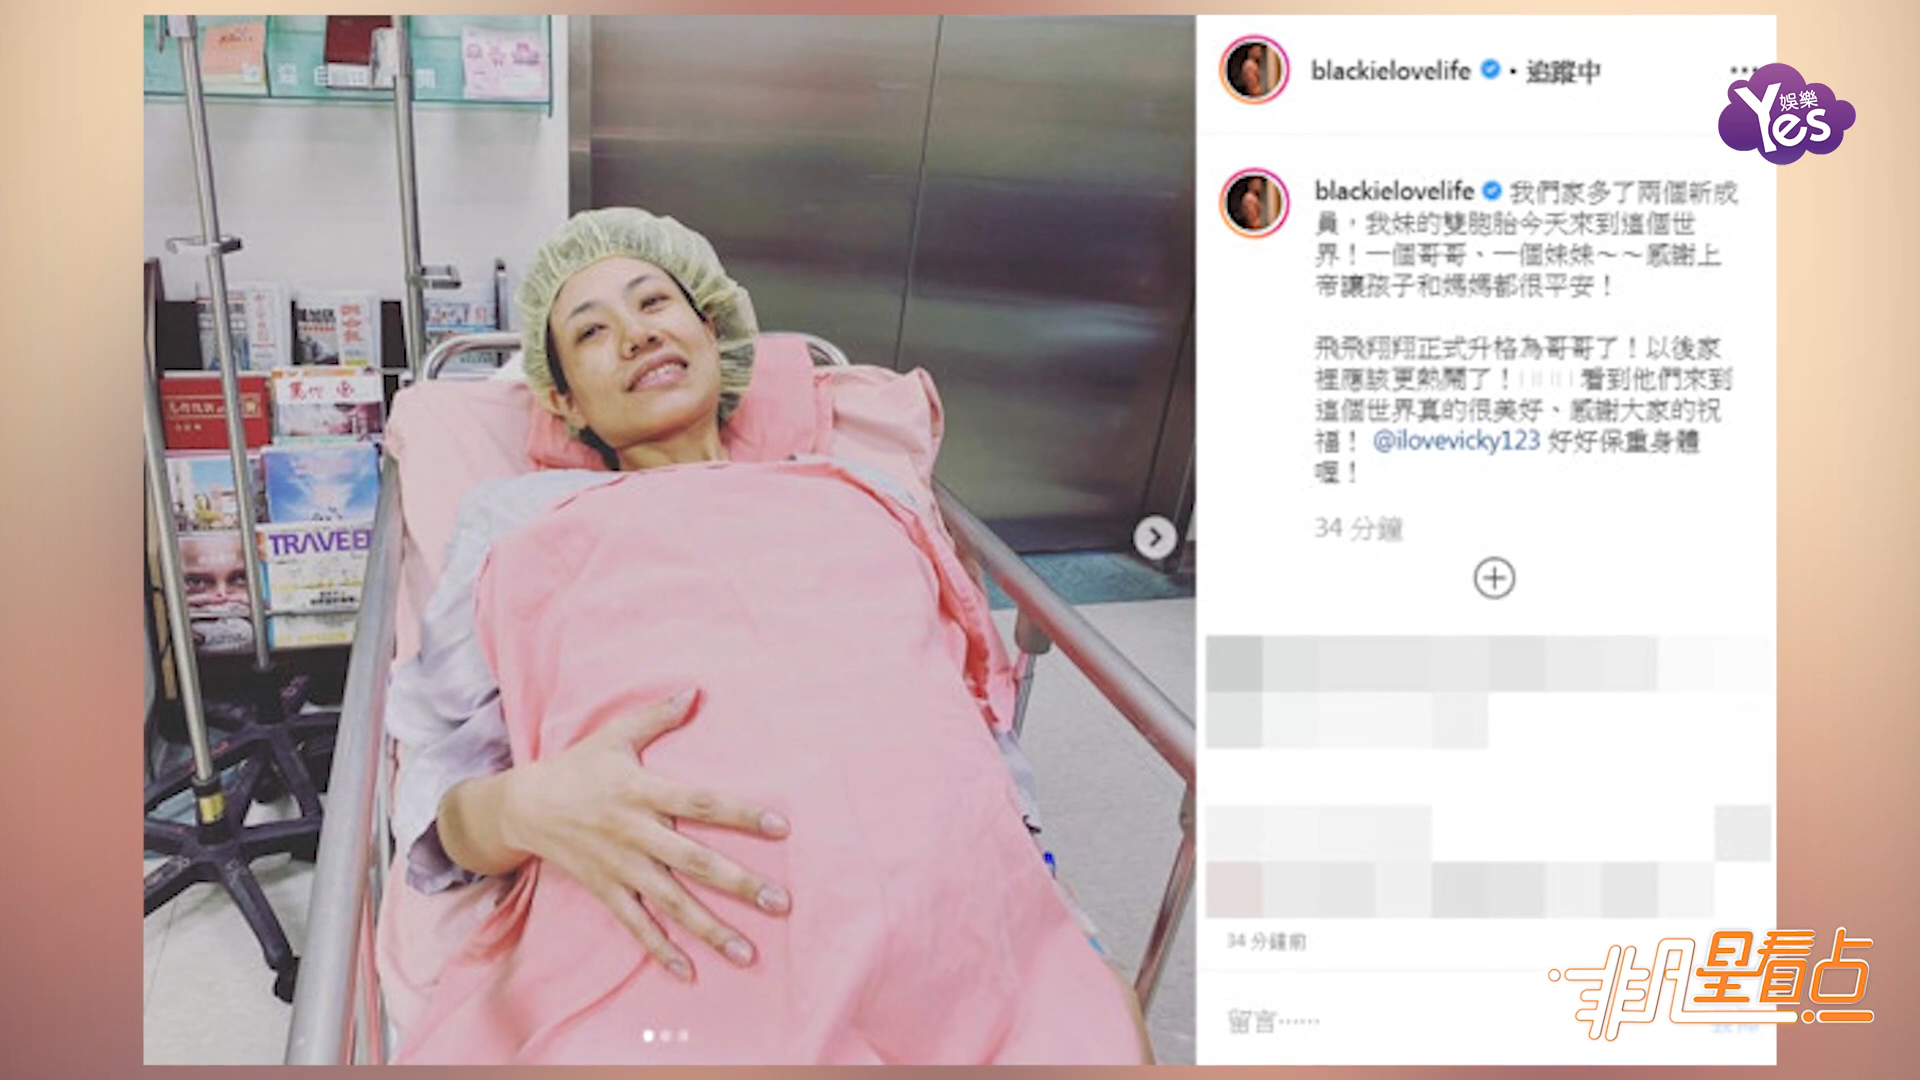 blackielovelife • 追蹤中
Yes 娛樂
blackielovelife 我們家多了兩個新成
員，我妹的雙胞胎今天來到這個世
界！一個哥哥、一個妹妹～～感謝上
帝讓孩子和媽媽都很平安！
飛飛翔翔正式升格為哥哥了！以後家
裡應該更熱鬧了！看到他們來到
這個世界真的很美好、感謝大家的祝
福！ @ilovevicky123 好好保重身體
喔！
34 分鐘
TRAVEL
34 分鐘前
非凡星看点
留言……